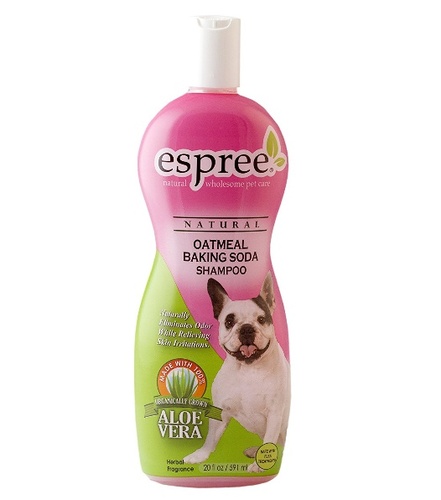 espree
natural wholesome pet care
NATURAL
OATMEAL
BAKING SODA
SHAMPOO
Naturally
Eliminates Odor
While Relieving
Skin Irritations.
MADE WITH 100%
ORGANICALLY GROWN
ALOE
VERA
Herbal
Fragrance
20 fl oz / 591 ml